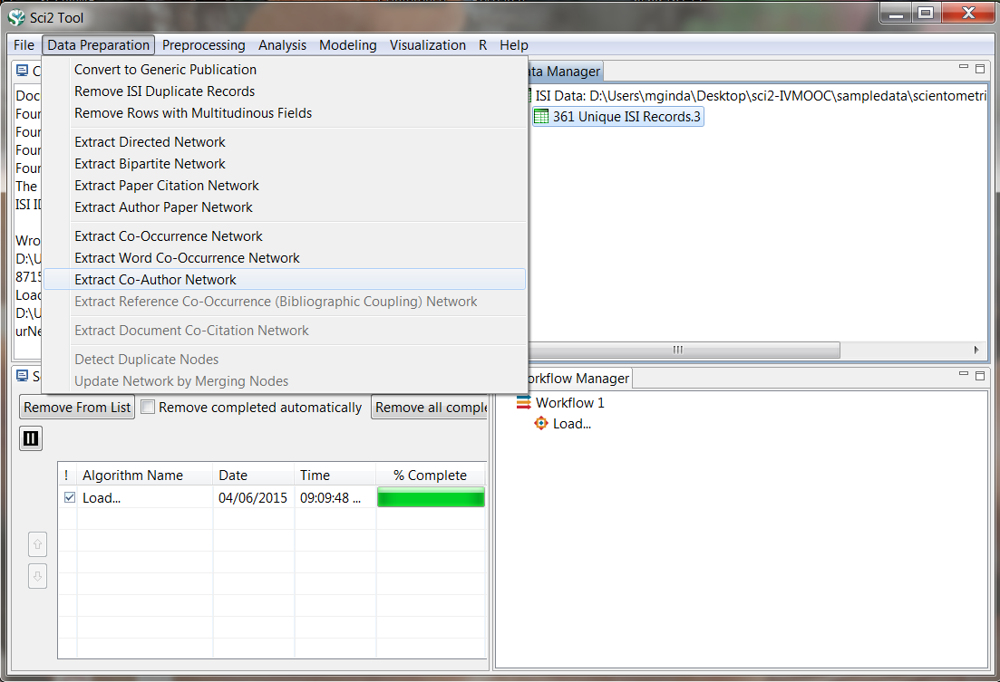 Sci2 Tool
File Data Preparation Preprocessing Analysis Modeling Visualization R Help
Convert to Generic Publication
Remove ISI Duplicate Records
Remove Rows with Multitudinous Fields
Extract Directed Network
Extract Bipartite Network
Extract Paper Citation Network
Extract Author Paper Network
Extract Co-Occurrence Network
Extract Word Co-Occurrence Network
Extract Co-Author Network
Extract Reference Co-Occurrence (Bibliographic Coupling) Network
Extract Document Co-Citation Network
Detect Duplicate Nodes
Update Network by Merging Nodes
C
Docu
Foun
Foun
Foun
Foun
The
ISI ID
Wro
D:\U
8715
Load
D:\U
urNe
ata Manager
ISI Data: D:\Users\mginda\Desktop\sci2-IVMOOC\sampledata\scientometri
361 Unique ISI Records.3
Remove From List Remove completed automatically Remove all comple
! Algorithm Name Date Time % Complete
Load... 04/06/2015 09:09:48 ...
orkflow Manager
Workflow 1
Load...